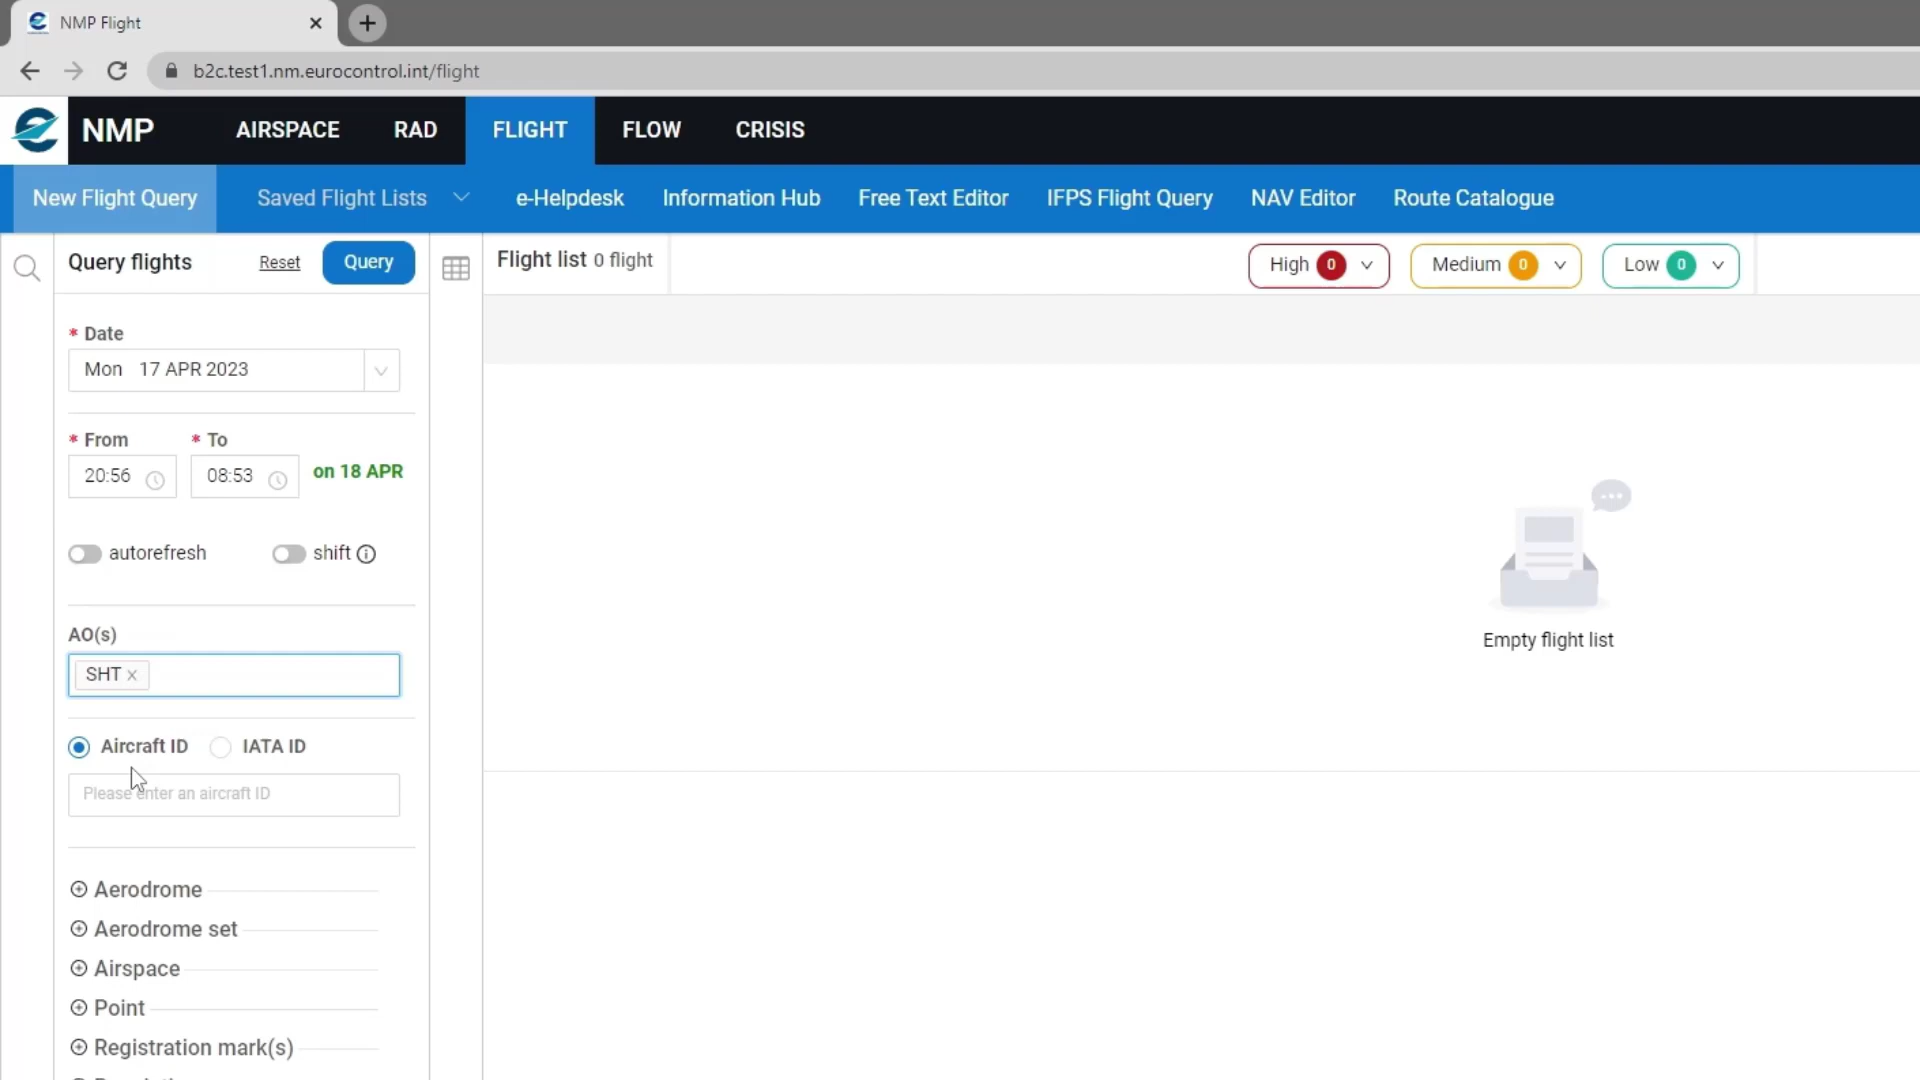 NMP Flight
b2c.test1.nm.eurocontrol.int/flight
NMP AIRSPACE RAD FLIGHT FLOW CRISIS
New Flight Query Saved Flight Lists e-Helpdesk Information Hub Free Text Editor IFPS Flight Query NAV Editor Route Catalogue
Query flights Reset Query Flight list 0 flight High 0 Medium 0 Low 0
* Date
Mon 17 APR 2023
* From * To
20:56 08:53 on 18 APR
autorefresh shift
AO(s)
SHT
Aircraft ID IATA ID
Please enter an aircraft ID
Empty flight list
Aerodrome
Aerodrome set
Airspace
Point
Registration mark(s)